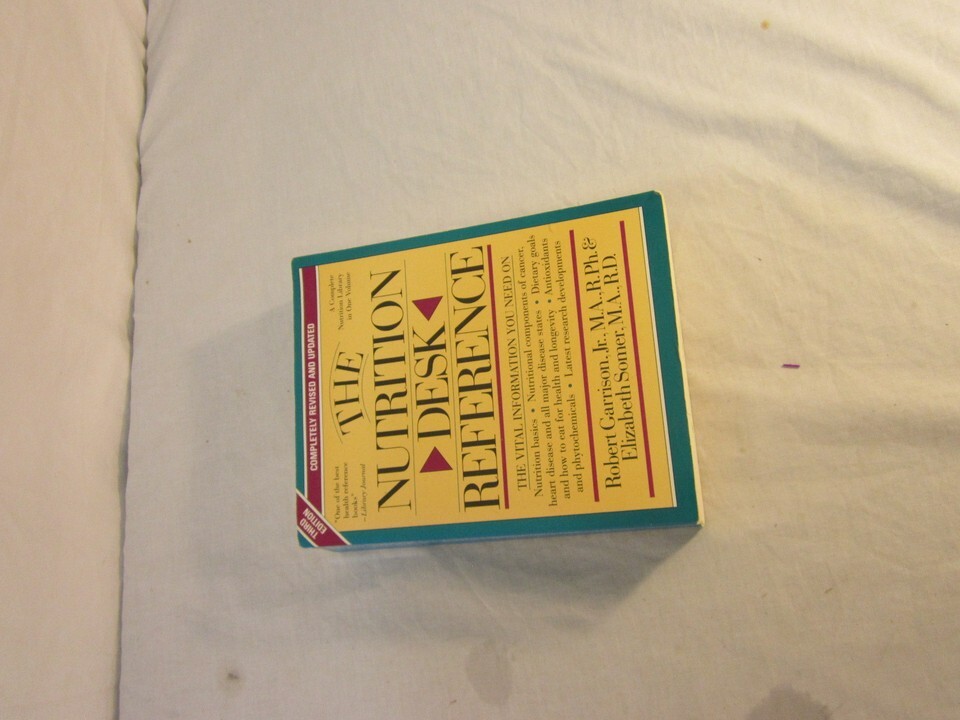 COMPLETELY REVISED AND UPDATED
THIRD
EDITION
"One of the best
health reference
books"
—Library Journal
A Complete
Nutrition Library
in One Volume
THE
NUTRITION
DESK
REFERENCE
THE VITAL INFORMATION YOU NEED ON
Nutrition basics • Nutritional components of cancer,
heart disease and all major disease states • Dietary goals
and how to eat for health and longevity • Antioxidants
and phytochemicals • Latest research developments
Robert Garrison, Jr., M.A., R.Ph. &
Elizabeth Somer, M.A., R.D.